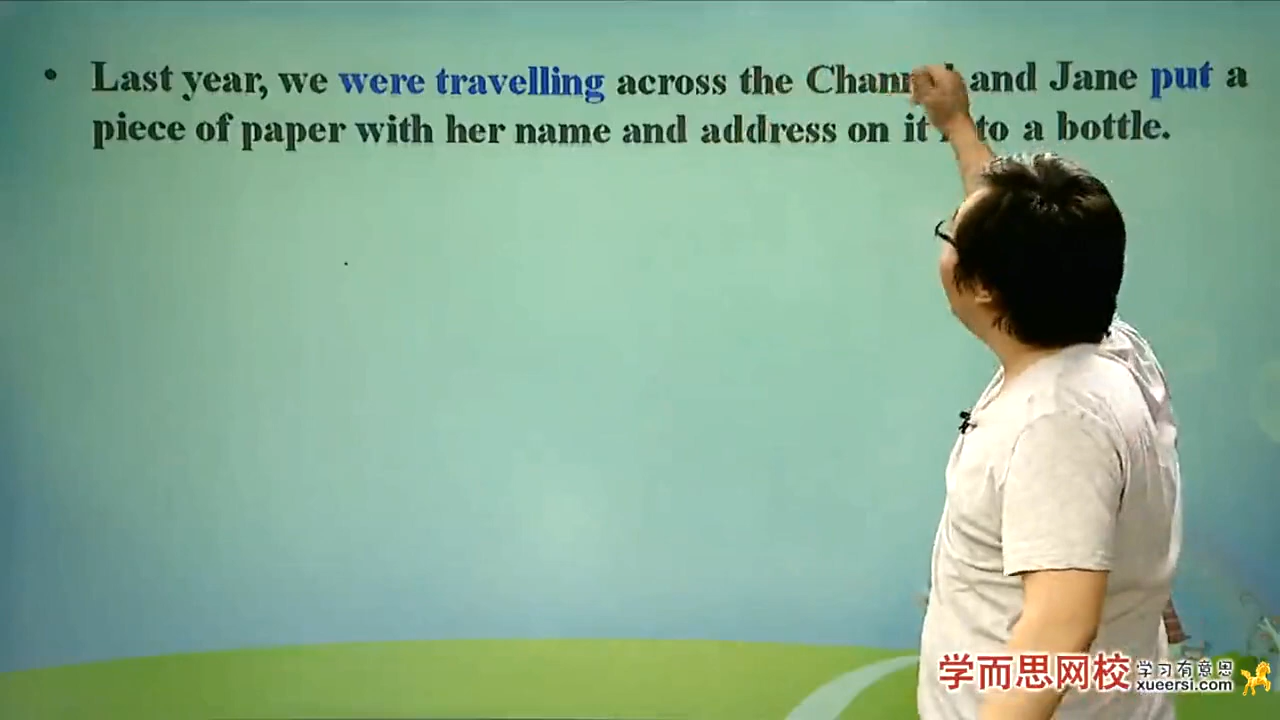 • Last year, we were travelling across the Channel and Jane put a
piece of paper with her name and address on it into a bottle.
学而思网校 学习有意思
xueersi.com